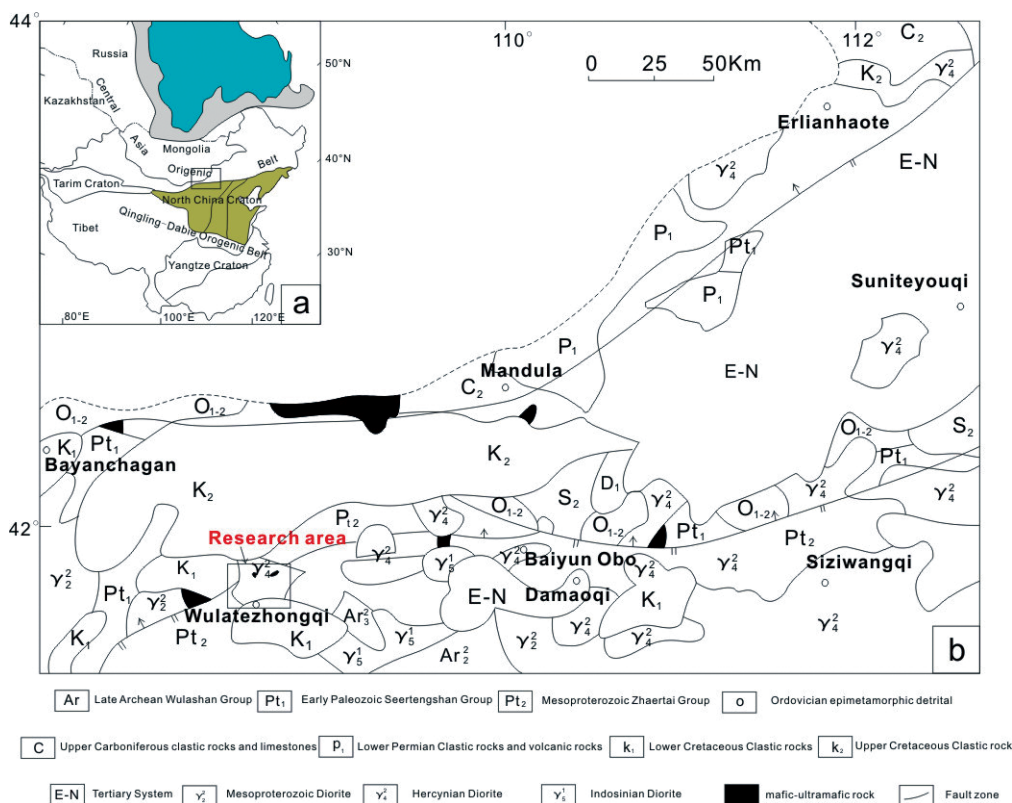 44°
110°
112°
C₂
Russia
50°N
0 25 50Km
K₂
γ₄²
Central
Kazakhstan
Erlianhaote
Asia
Mongolia
E-N
40°N
Belt
Origenic
γ₄²
Tarim Craton
North China Craton
P₁
Qingling-Dabie Orogenic Belt
Tibet
Pt₁
30°N
Yangtze Craton
P₁
Suniteyouqi
a
80°E 100°E 120°E
P₁
γ₄²
Mandula
E-N
C₂
O₁₋₂ O₁₋₂
O₁₋₂
S₂
K₁ Pt₁
K₂
Pt₁
Bayanchagan
D₁
γ₄²
K₂
γ₄²
γ₄²
O₁₋₂
S₂
O₁₋₂
γ₄²
42°
Pt₂
O₁₋₂
Pt₁
Pt₂
Research area
γ₄²
γ₄²
Baiyun Obo
K₁
γ₄²
γ₅¹
γ₄²
γ₄²
Siziwangqi
γ₂²
Pt₁
γ₂²
E-N
Damaoqi
K₁
Wulatezhongqi
Ar₃²
γ₄²
γ₄²
K₁
Pt₂
K₁
γ₅¹
γ₂²
γ₄²
γ₅¹
Ar₂²
b
Ar Late Archean Wulashan Group Pt₁ Early Paleozoic Seertengshan Group Pt₂ Mesoproterozoic Zhaertai Group o Ordovician epimetamorphic detrital
C Upper Carboniferous clastic rocks and limestones p₁ Lower Permian Clastic rocks and volcanic rocks k₁ Lower Cretaceous Clastic rocks k₂ Upper Cretaceous Clastic rock
E-N Tertiary System γ₂² Mesoproterozoic Diorite γ₄² Hercynian Diorite γ₅¹ Indosinian Diorite mafic-ultramafic rock Fault zone